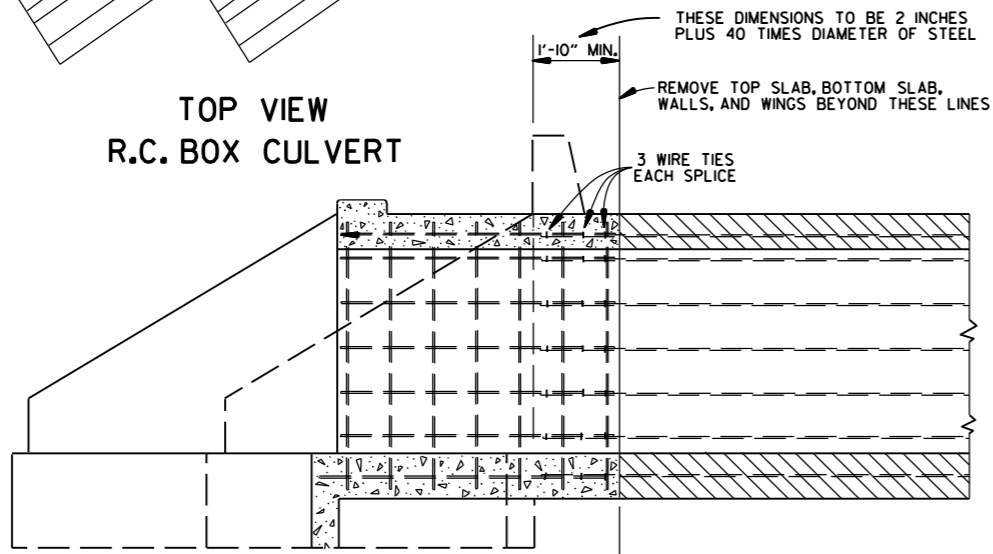 THESE DIMENSIONS TO BE 2 INCHES
PLUS 40 TIMES DIAMETER OF STEEL
1'-10" MIN.
REMOVE TOP SLAB, BOTTOM SLAB,
WALLS, AND WINGS BEYOND THESE LINES
TOP VIEW
R.C. BOX CULVERT
3 WIRE TIES
EACH SPLICE